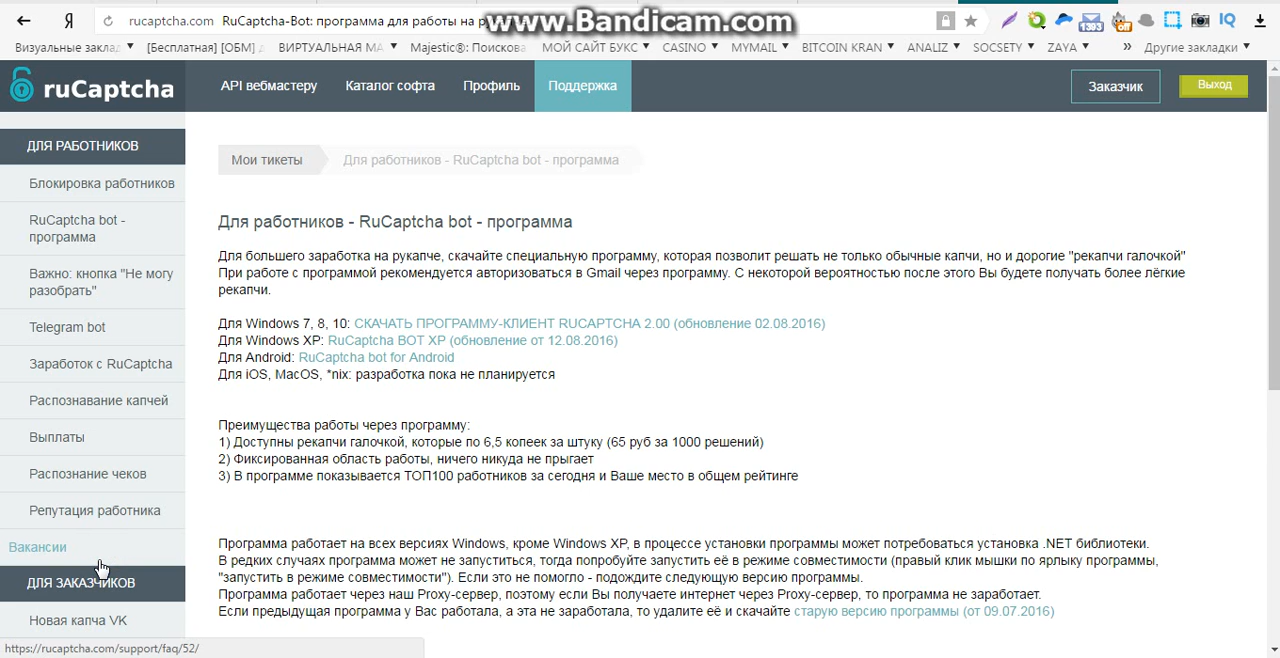 Я
rucaptcha.com RuCaptcha-Bot: программа для работы на
www.Bandicam.com
1393
off
IQ
Визуальные заклад
[Бесплатная] [ОБМ]
ВИРТУАЛЬНАЯ МА
Majestic®: Поискова
МОЙ САЙТ БУКС
CASINO
MYMAIL
BITCOIN KRAN
ANALIZ
SOCSETY
ZAYA
»
Другие закладки
ruCaptcha
API вебмастеру
Каталог софта
Профиль
Поддержка
Заказчик
Выход
ДЛЯ РАБОТНИКОВ
Блокировка работников
RuCaptcha bot -
программа
Важно: кнопка "Не могу
разобрать"
Telegram bot
Заработок с RuCaptcha
Распознавание капчей
Выплаты
Распознание чеков
Репутация работника
Вакансии
ДЛЯ ЗАКАЗЧИКОВ
Новая капча VK
https://rucaptcha.com/support/faq/52/
Мои тикеты
Для работников - RuCaptcha bot - программа
Для работников - RuCaptcha bot - программа
Для большего заработка на рукапче, скачайте специальную программу, которая позволит решать не только обычные капчи, но и дорогие "рекапчи галочкой"
При работе с программой рекомендуется авторизоваться в Gmail через программу. С некоторой вероятностью после этого Вы будете получать более лёгкие
рекапчи.
Для Windows 7, 8, 10: СКАЧАТЬ ПРОГРАММУ-КЛИЕНТ RUCAPTCHA 2.00 (обновление 02.08.2016)
Для Windows XP: RuCaptcha BOT XP (обновление от 12.08.2016)
Для Android: RuCaptcha bot for Android
Для iOS, MacOS, *nix: разработка пока не планируется
Преимущества работы через программу:
1) Доступны рекапчи галочкой, которые по 6,5 копеек за штуку (65 руб за 1000 решений)
2) Фиксированная область работы, ничего никуда не прыгает
3) В программе показывается ТОП100 работников за сегодня и Ваше место в общем рейтинге
Программа работает на всех версиях Windows, кроме Windows XP, в процессе установки программы может потребоваться установка .NET библиотеки.
В редких случаях программа может не запуститься, тогда попробуйте запустить её в режиме совместимости (правый клик мышки по ярлыку программы,
"запустить в режиме совместимости"). Если это не помогло - подождите следующую версию программы.
Программа работает через наш Proxy-сервер, поэтому если Вы получаете интернет через Proxy-сервер, то программа не заработает.
Если предыдущая программа у Вас работала, а эта не заработала, то удалите её и скачайте старую версию программы (от 09.07.2016)